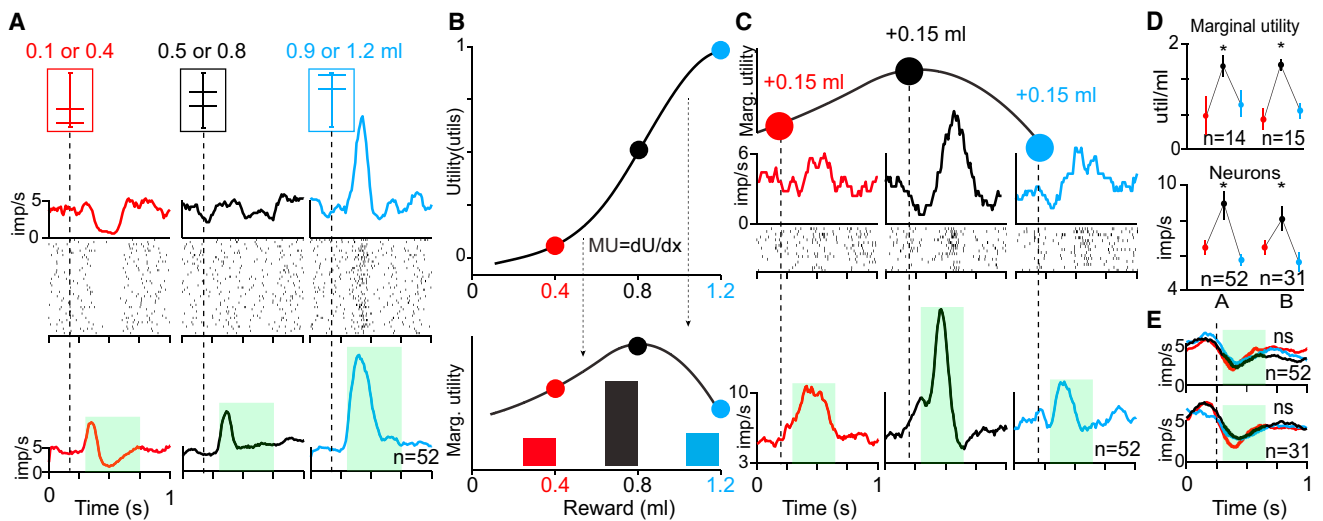 A
0.1 or 0.4
0.5 or 0.8
0.9 or 1.2 ml
imp/s
5
0
imp/s
5
0
n=52
0
1
Time (s)
B
Utility(utils)
1
0
MU=dU/dx
0
0.4
0.8
1.2
Marg. utility
0
0.4
0.8
1.2
Reward (ml)
C
Marg. utility
+0.15 ml
+0.15 ml
+0.15 ml
imp/s
6
0
imp/s
10
3
n=52
0
1
Time (s)
D
Marginal utility
util/ml
2
0
*
*
n=14
n=15
Neurons
imp/s
10
4
*
*
n=52
n=31
A
B
E
imp/s
5
0
ns
n=52
imp/s
5
0
ns
n=31
0
1
Time (s)